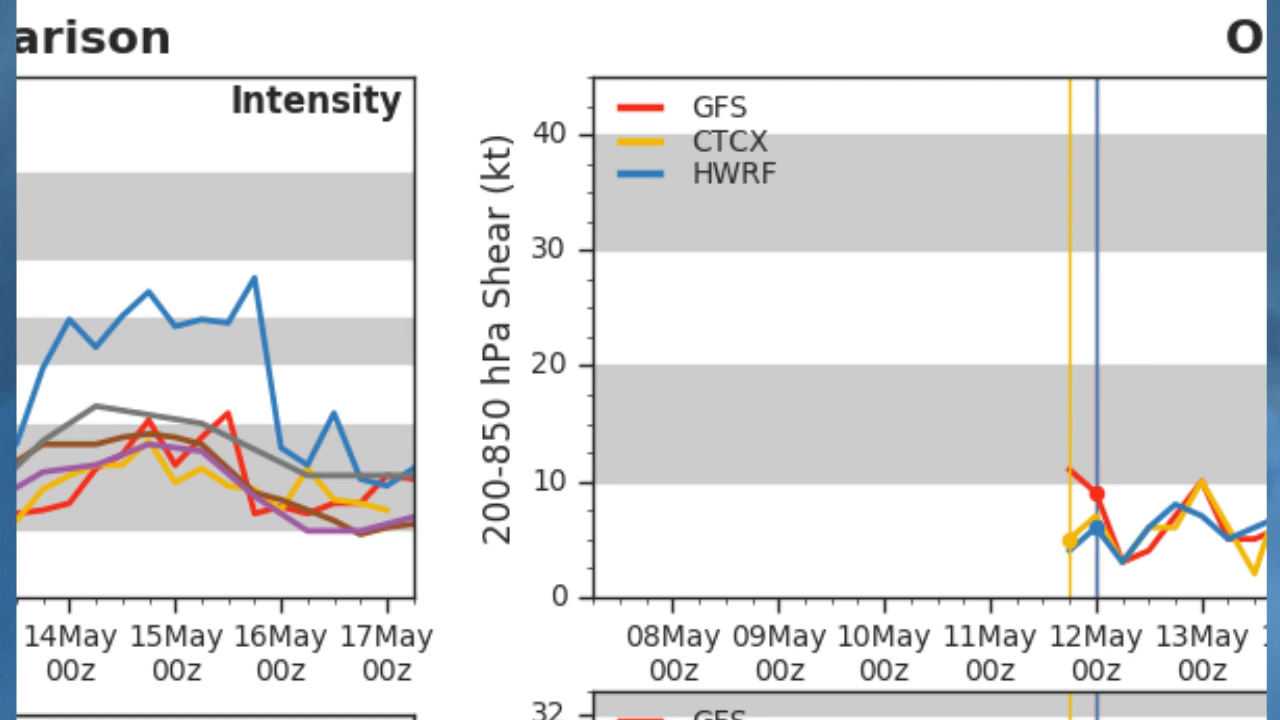 arison
Intensity
14May 15May 16May 17May
00z 00z 00z 00z
O
GFS
CTCX
HWRF
200-850 hPa Shear (kt)
40
30
20
10
0
08May 09May 10May 11May 12May 13May
00z 00z 00z 00z 00z 00z
32
GFS